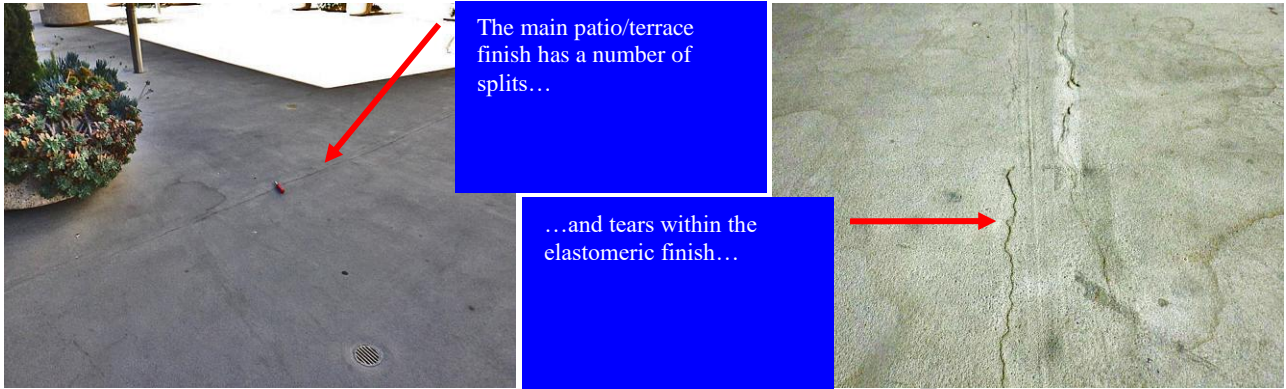 The main patio/terrace
finish has a number of
splits…
…and tears within the
elastomeric finish…